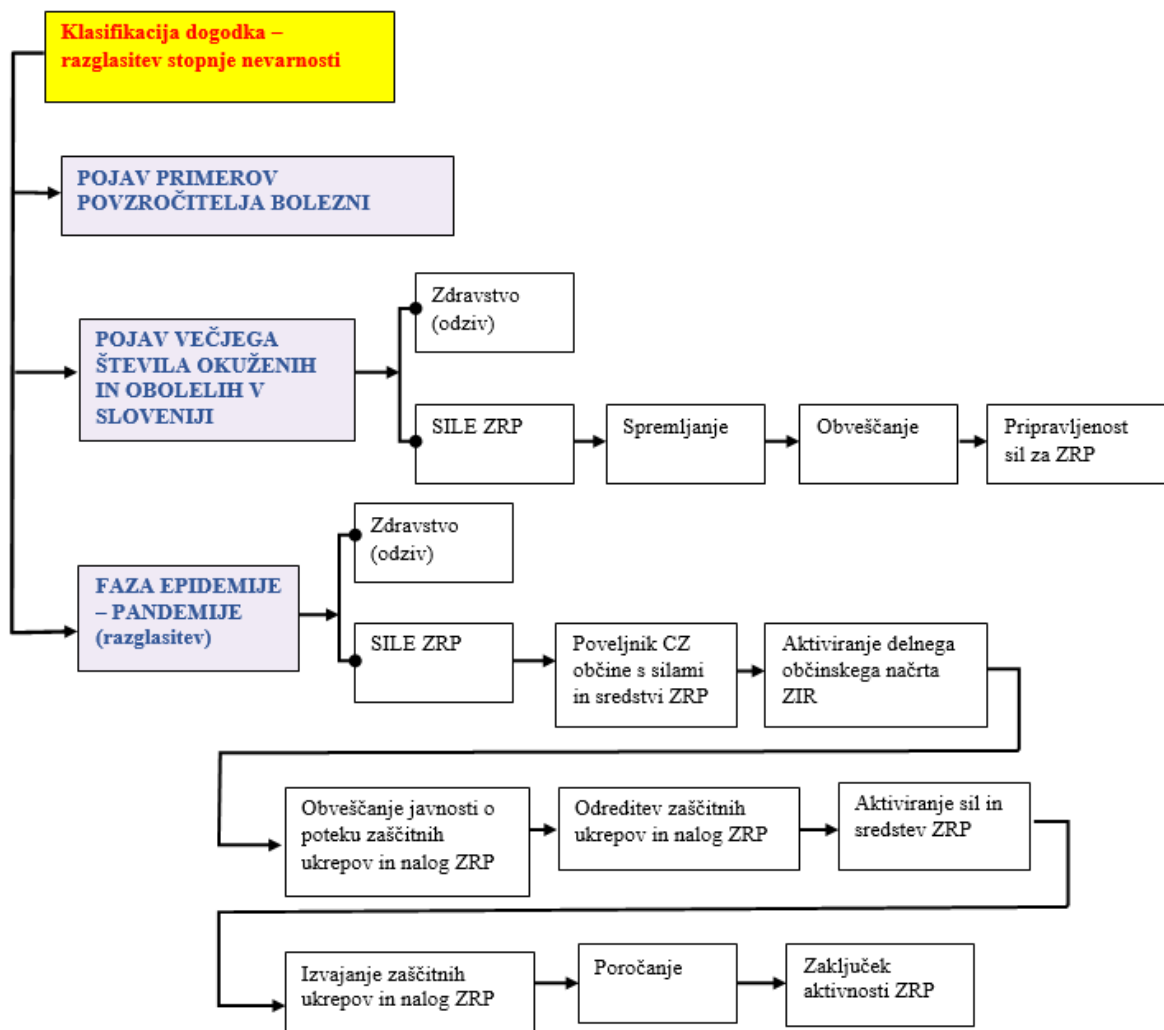 Klasifikacija dogodka –
razglasitev stopnje nevarnosti
POJAV PRIMEROV
POVZROČITELJA BOLEZNI
POJAV VEČJEGA
ŠTEVILA OKUŽENIH
IN OBOLELIH V
SLOVENIJI
Zdravstvo
(odziv)
SILE ZRP
Spremljanje
Obveščanje
Pripravljenost
sil za ZRP
FAZA EPIDEMIJE
– PANDEMIJE
(razglasitev)
Zdravstvo
(odziv)
SILE ZRP
Poveljnik CZ
občine s silami
in sredstvi ZRP
Aktiviranje delnega
občinskega načrta
ZIR
Obveščanje javnosti o
poteku zaščitnih
ukrepov in nalog ZRP
Odreditev zaščitnih
ukrepov in nalog ZRP
Aktiviranje sil in
sredstev ZRP
Izvajanje zaščitnih
ukrepov in nalog ZRP
Poročanje
Zaključek
aktivnosti ZRP